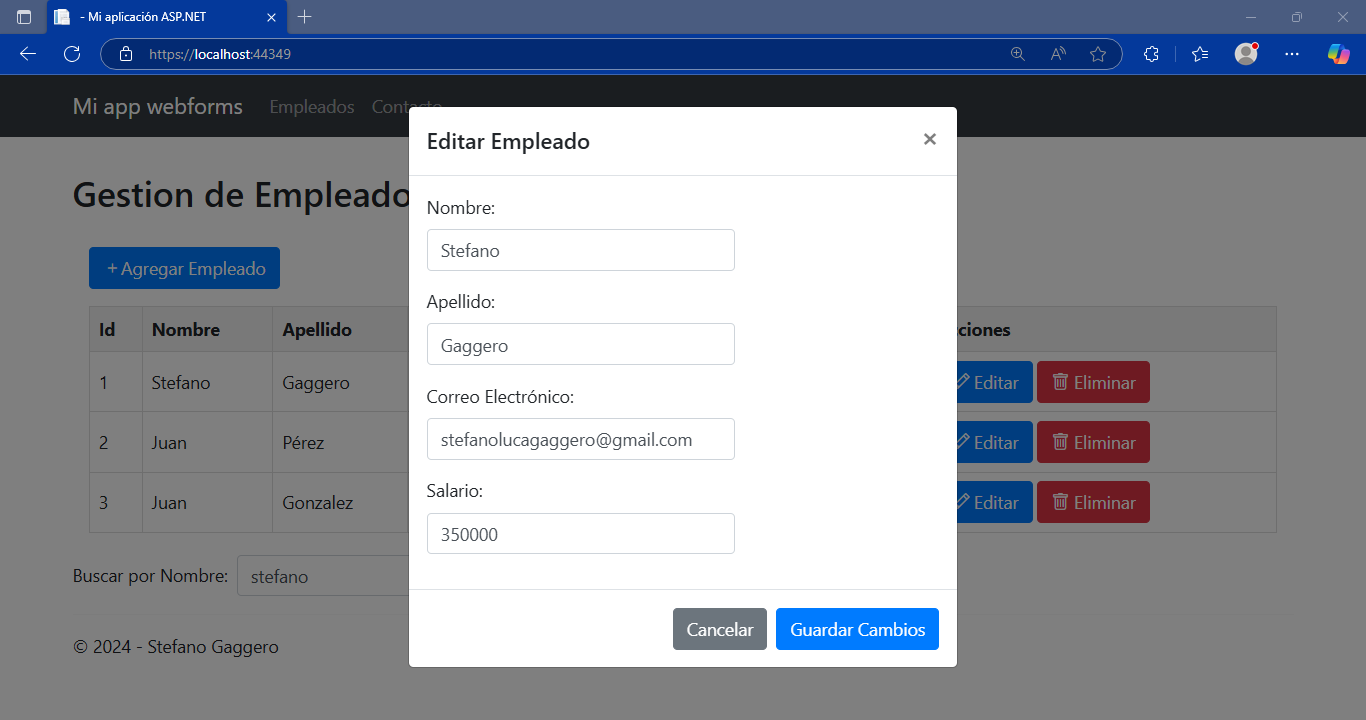 - Mi aplicación ASP.NET
https://localhost:44349
Mi app webforms Empleados Contacto
Editar Empleado
Gestion de Empleado
Nombre:
Stefano
+ Agregar Empleado
Apellido:
Gaggero
Id Nombre Apellido ciones
1 Stefano Gaggero Editar Eliminar
Correo Electrónico:
stefanolucagaggero@gmail.com
2 Juan Pérez Editar Eliminar
Salario:
350000
3 Juan Gonzalez Editar Eliminar
Buscar por Nombre: stefano
Cancelar Guardar Cambios
© 2024 - Stefano Gaggero